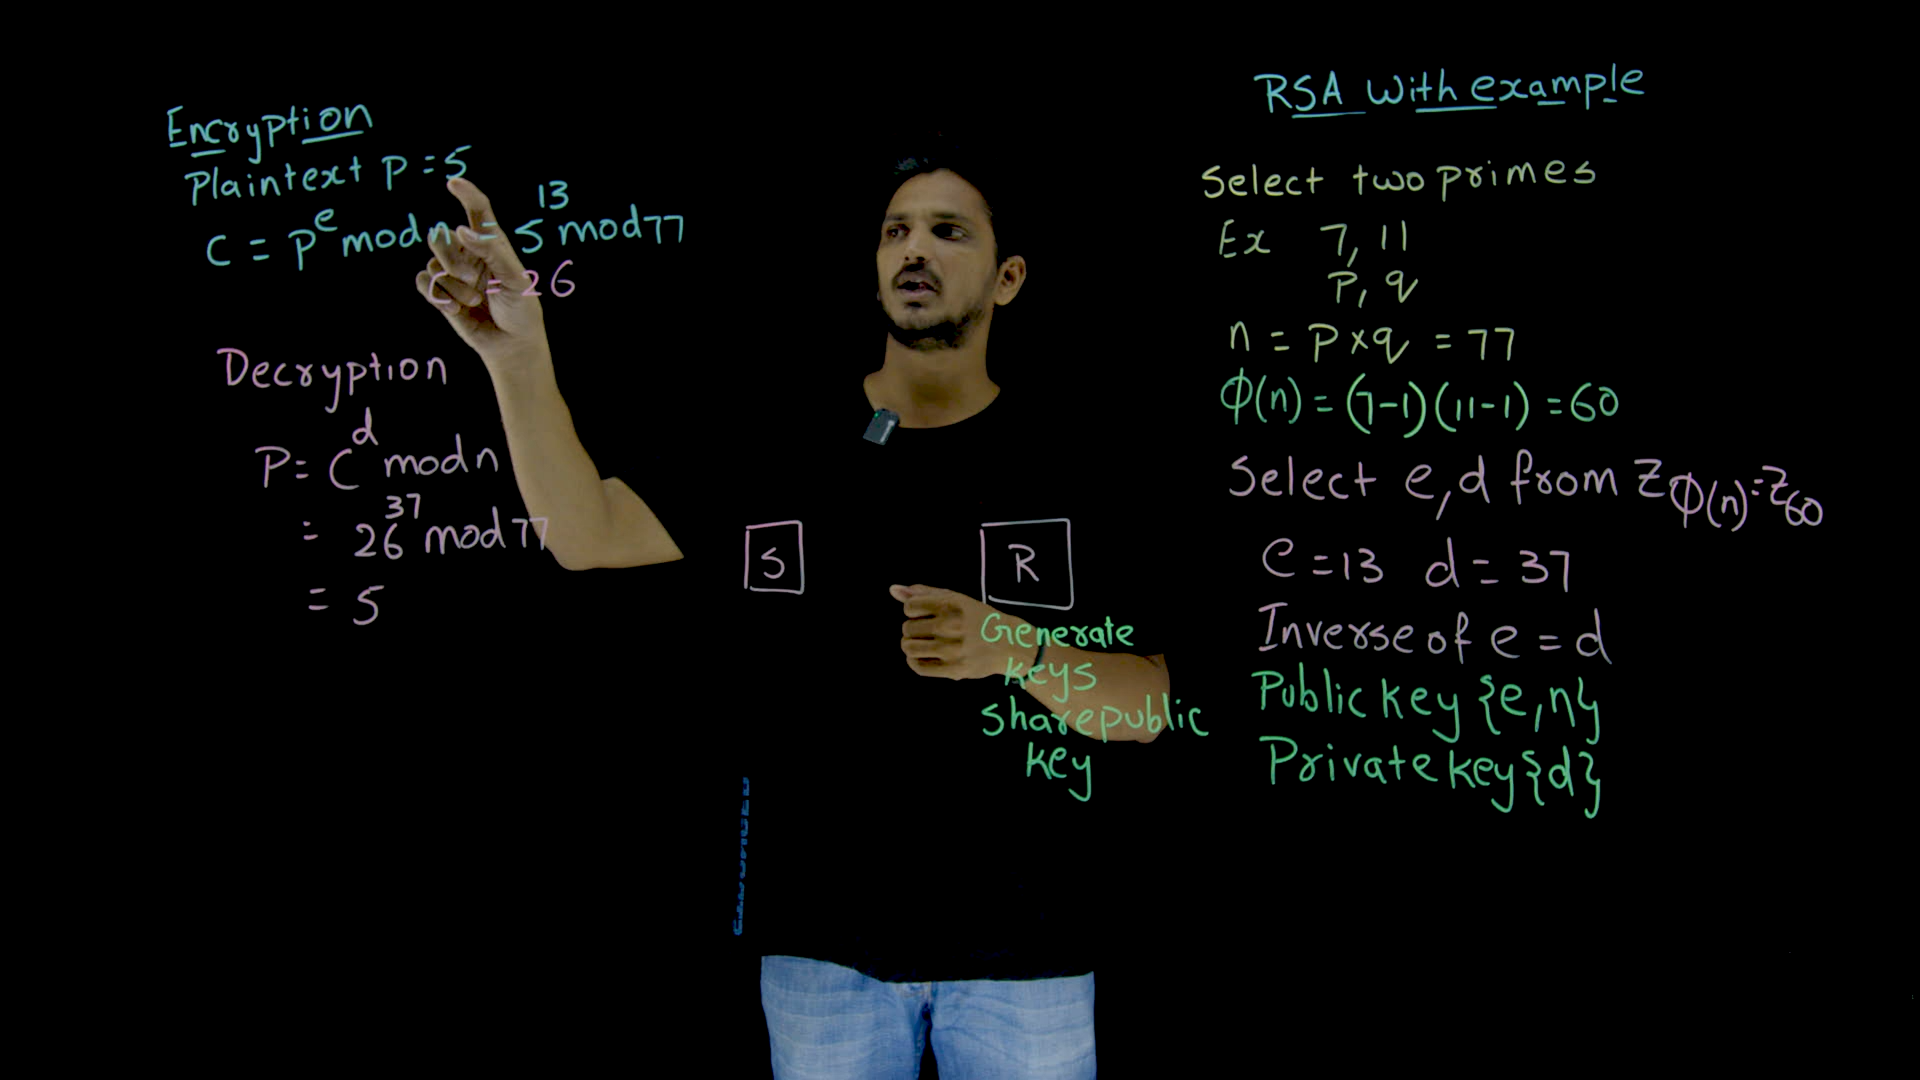 Encryption
Plaintext P = 5
C = P^e mod n = 5^13 mod 77
C = 26
Decryption
P = C^d mod n
= 26^37 mod 77
= 5
S
R
Generate
keys
Share public
key
RSA with example
Select two primes
Ex 7, 11
P, q
n = P × q = 77
ϕ(n) = (7-1)(11-1) = 60
Select e, d from Z_ϕ(n) = Z_60
e = 13 d = 37
Inverse of e = d
Public key {e, n}
Private key {d}